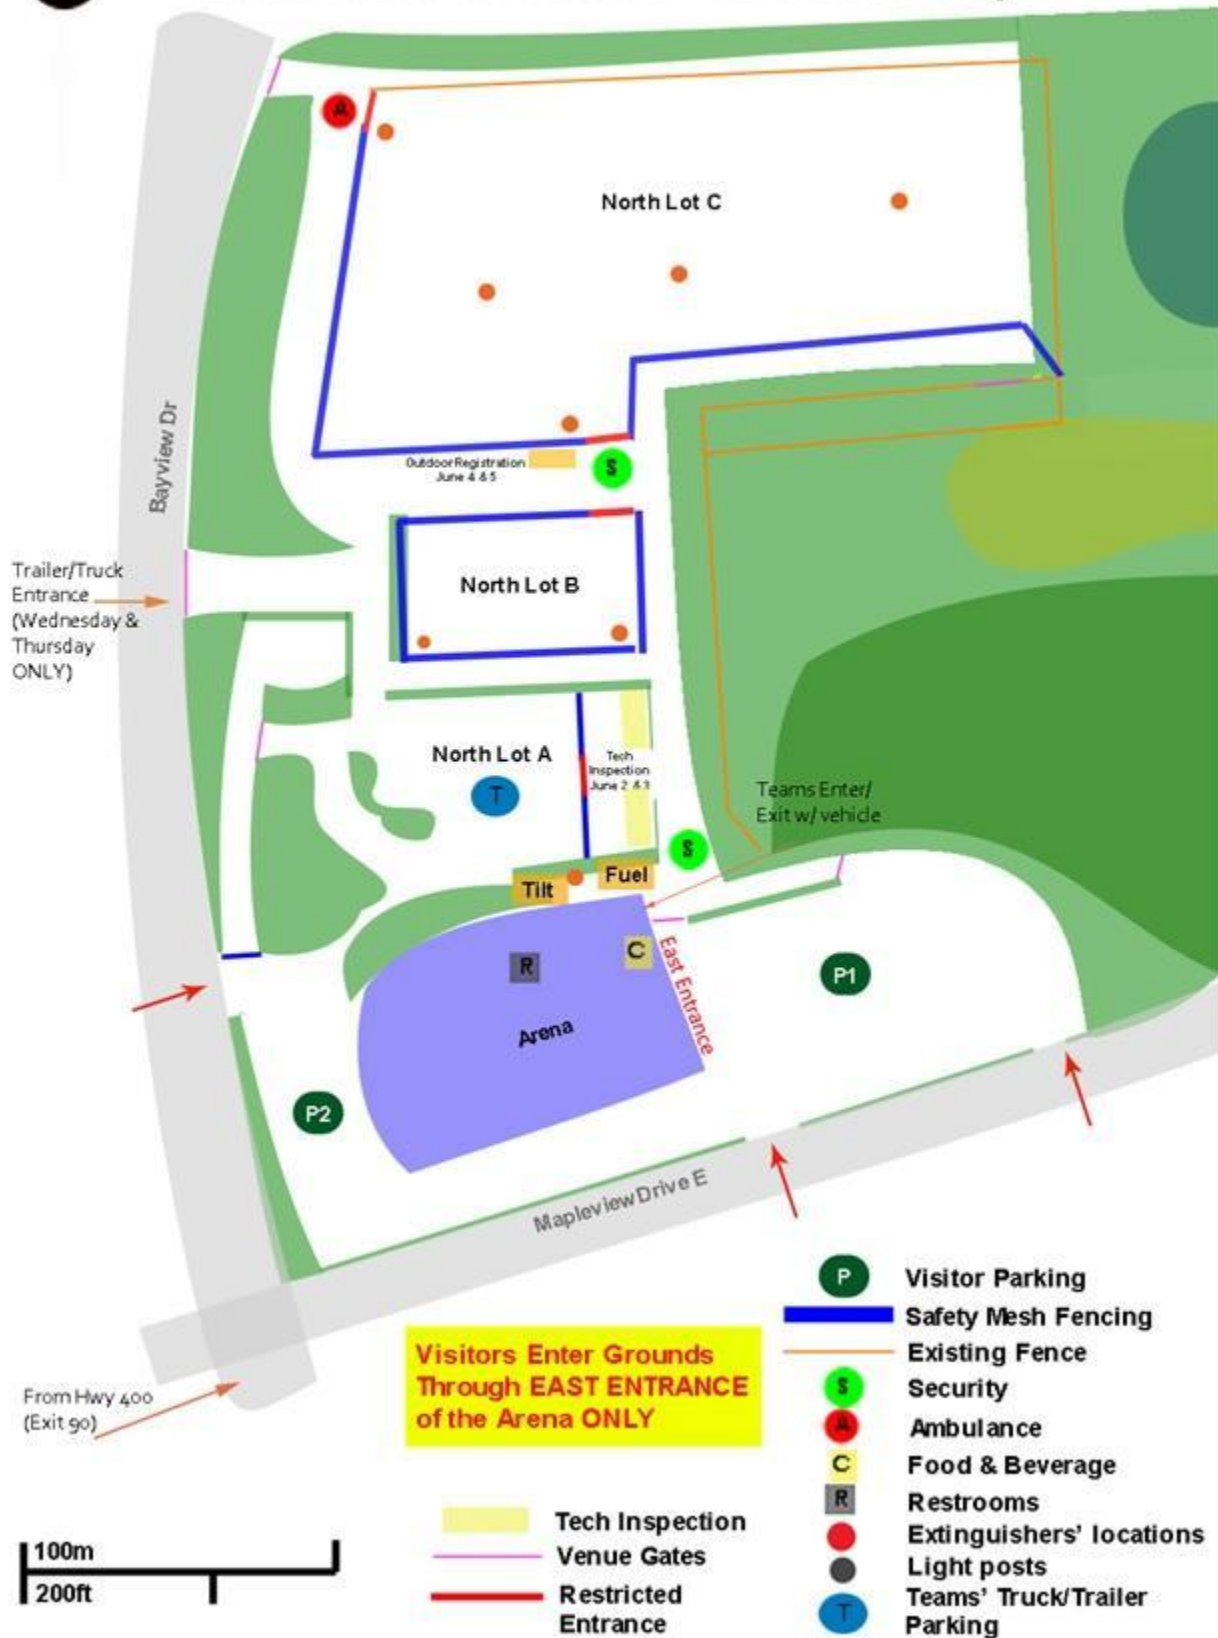 A
North Lot C
Bayview Dr
Outdoor Registration
June 4 & 5
S
Trailer/Truck
Entrance
(Wednesday &
Thursday
ONLY)
North Lot B
North Lot A
T
Tech
Inspection
June 2 & 3
Teams Enter/
Exit w/ vehicle
S
Tilt
Fuel
R
C
East Entrance
P1
Arena
P2
Mapleview Drive E
From Hwy 400
(Exit 90)
Visitors Enter Grounds
Through EAST ENTRANCE
of the Arena ONLY
P Visitor Parking
Safety Mesh Fencing
Existing Fence
S Security
A Ambulance
C Food & Beverage
R Restrooms
Extinguishers' locations
Light posts
T Teams' Truck/Trailer
Parking
Tech Inspection
Venue Gates
Restricted
Entrance
100m
200ft